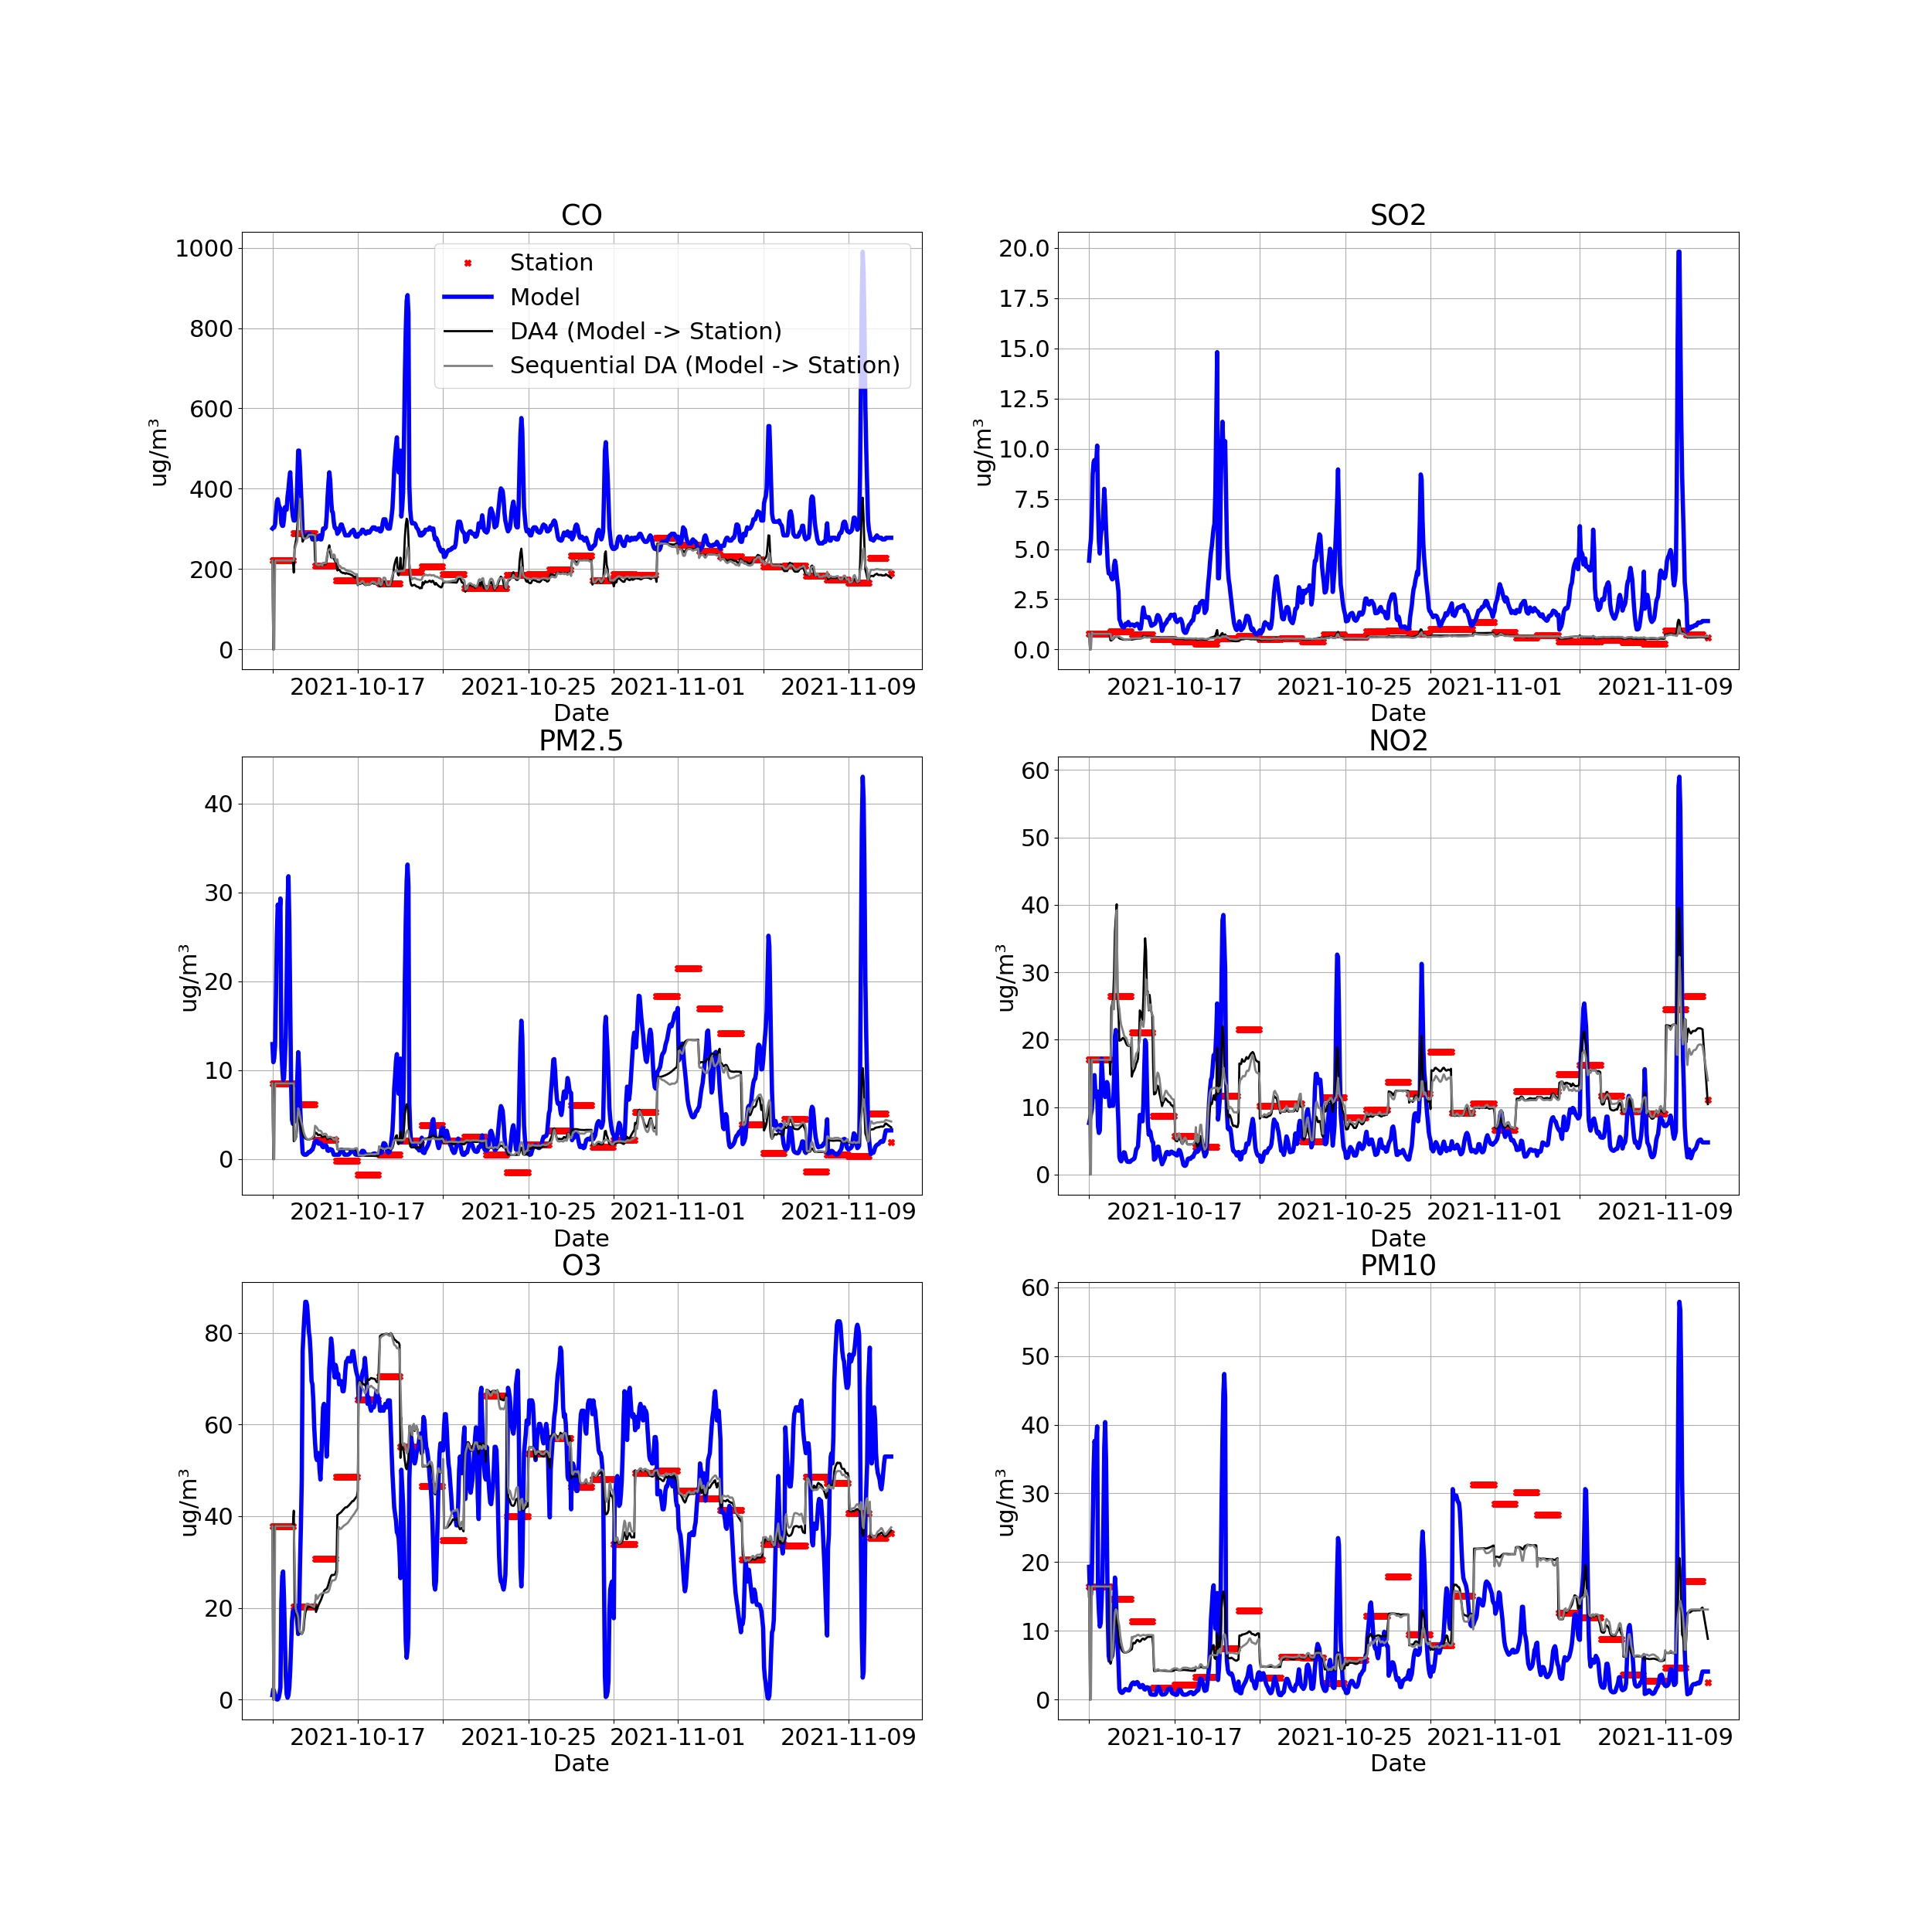 CO
1000
800
600
400
200
0
ug/m³
Station
Model
DA4 (Model -> Station)
Sequential DA (Model -> Station)
2021-10-17 2021-10-25 2021-11-01 2021-11-09
Date
SO2
20.0
17.5
15.0
12.5
10.0
7.5
5.0
2.5
0.0
ug/m³
2021-10-17 2021-10-25 2021-11-01 2021-11-09
Date
PM2.5
40
30
20
10
0
ug/m³
2021-10-17 2021-10-25 2021-11-01 2021-11-09
Date
NO2
60
50
40
30
20
10
0
ug/m³
2021-10-17 2021-10-25 2021-11-01 2021-11-09
Date
O3
80
60
40
20
0
ug/m³
2021-10-17 2021-10-25 2021-11-01 2021-11-09
Date
PM10
60
50
40
30
20
10
0
ug/m³
2021-10-17 2021-10-25 2021-11-01 2021-11-09
Date